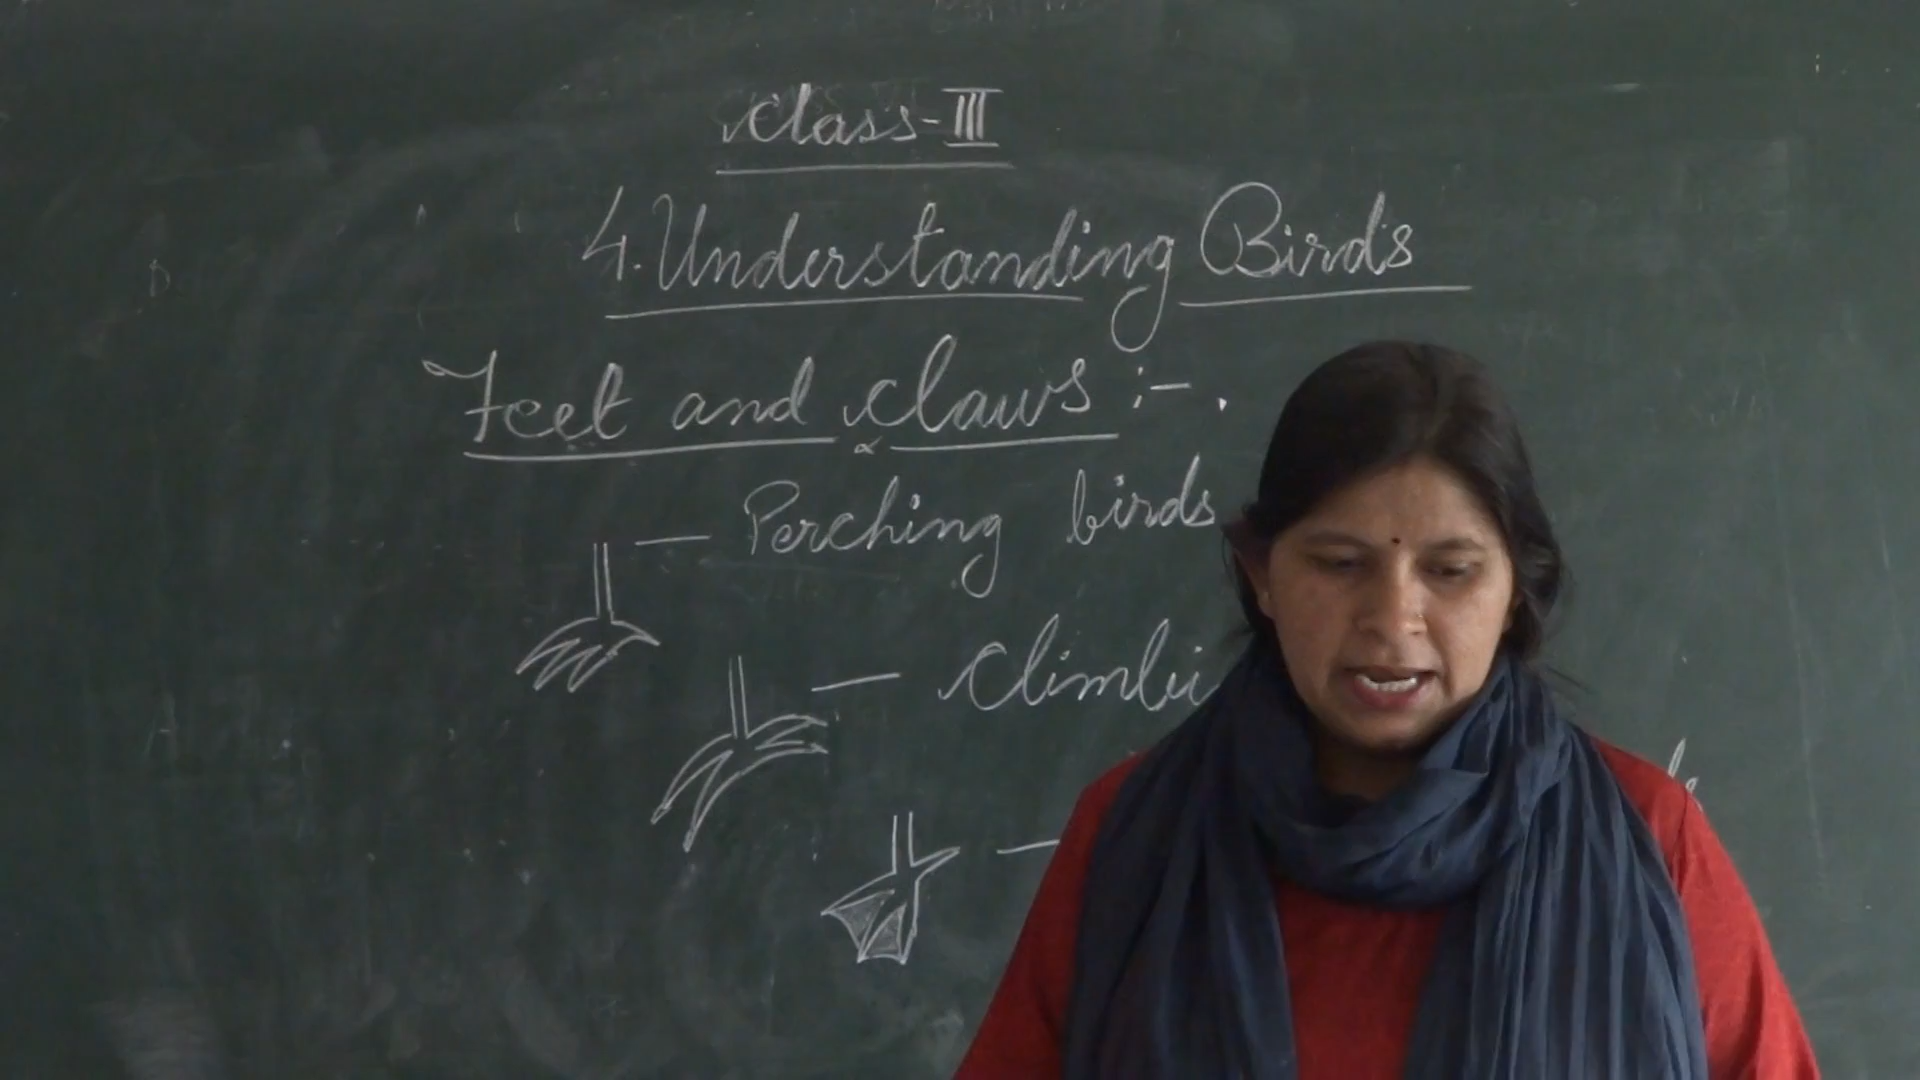 Class-III
4. Understanding Birds
Feet and claws :-
— Perching birds
— Climbi